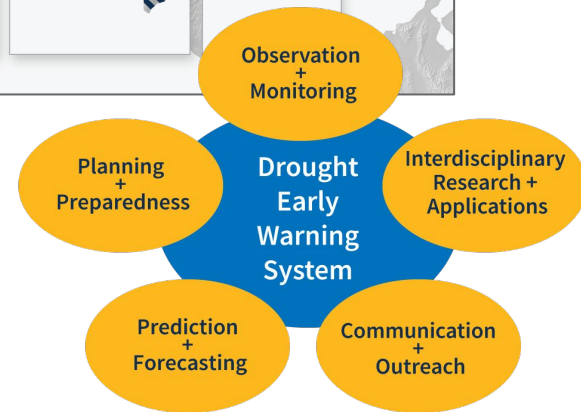 Observation
+
Monitoring
Planning
+
Preparedness
Drought
Early
Warning
System
Interdisciplinary
Research +
Applications
Prediction
+
Forecasting
Communication
+
Outreach